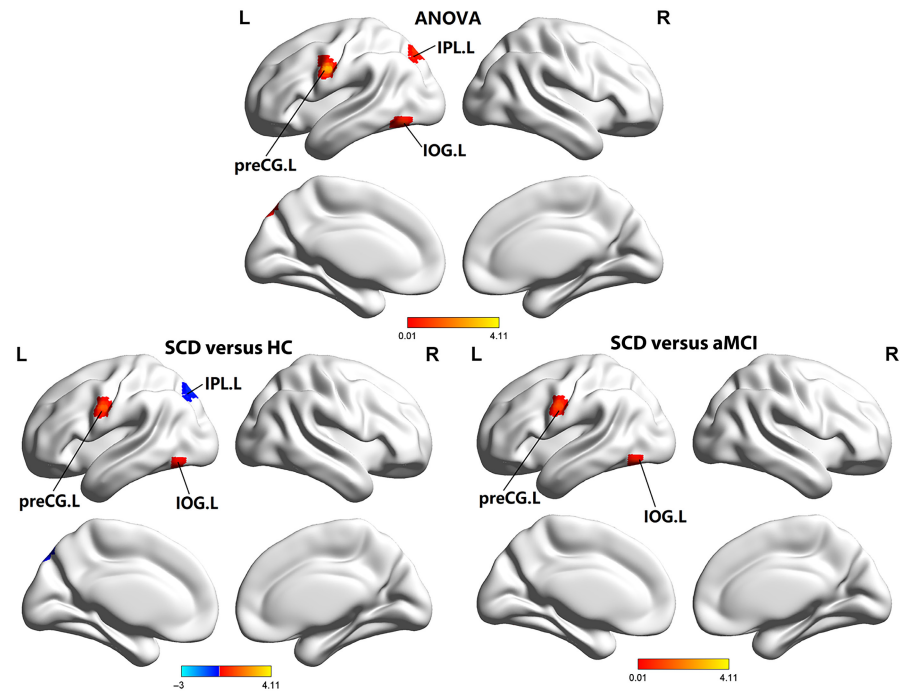 L ANOVA R
IPL.L
IOG.L
preCG.L
0.01 4.11
SCD versus HC
L R
IPL.L
preCG.L
IOG.L
−3 4.11
SCD versus aMCI
L R
preCG.L
IOG.L
0.01 4.11